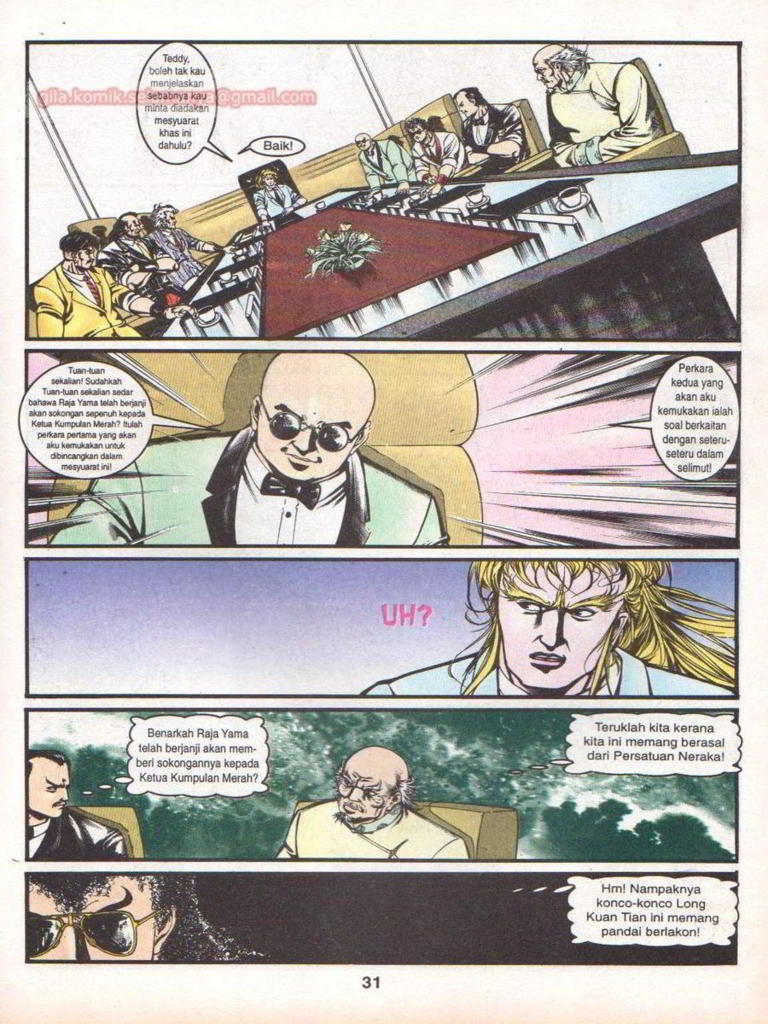 Teddy,
boleh tak kau
menjelaskan
sebabnya kau
minta diadakan
mesyuarat
khas ini
dahulu?
Baik!
Tuan-tuan
sekalian! Sudahkah
Tuan-tuan sekalian sedar
bahawa Raja Yama telah berjanji
akan sokongan sepenuh kepada
Ketua Kumpulan Merah? Itulah
perkara pertama yang akan
aku kemukakan untuk
dibincangkan dalam
mesyuarat ini!
Perkara
kedua yang
akan aku
kemukakan ialah
soal berkaitan
dengan seteru-
seteru dalam
selimut!
UH?
Benarkah Raja Yama
telah berjanji akan mem-
beri sokongannya kepada
Ketua Kumpulan Merah?
Teruklah kita kerana
kita ini memang berasal
dari Persatuan Neraka!
Hm! Nampaknya
konco-konco Long
Kuan Tian ini memang
pandai berlakon!
31